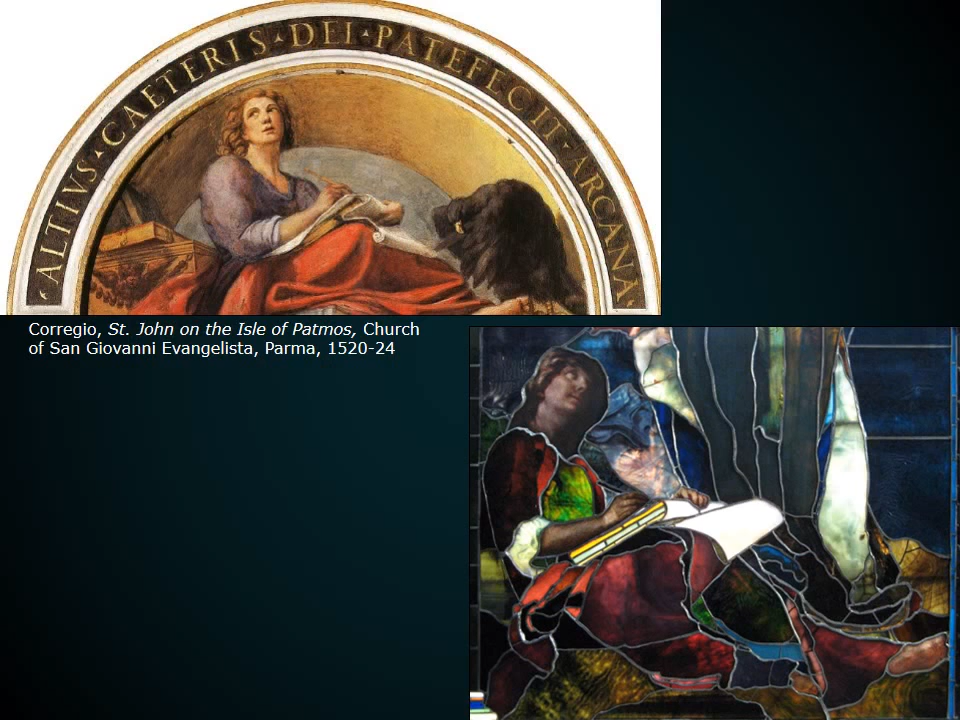 ALTIVS · CAETERIS · DEI · PATEFECIT · ARCANA
Corregio, St. John on the Isle of Patmos, Church
of San Giovanni Evangelista, Parma, 1520-24